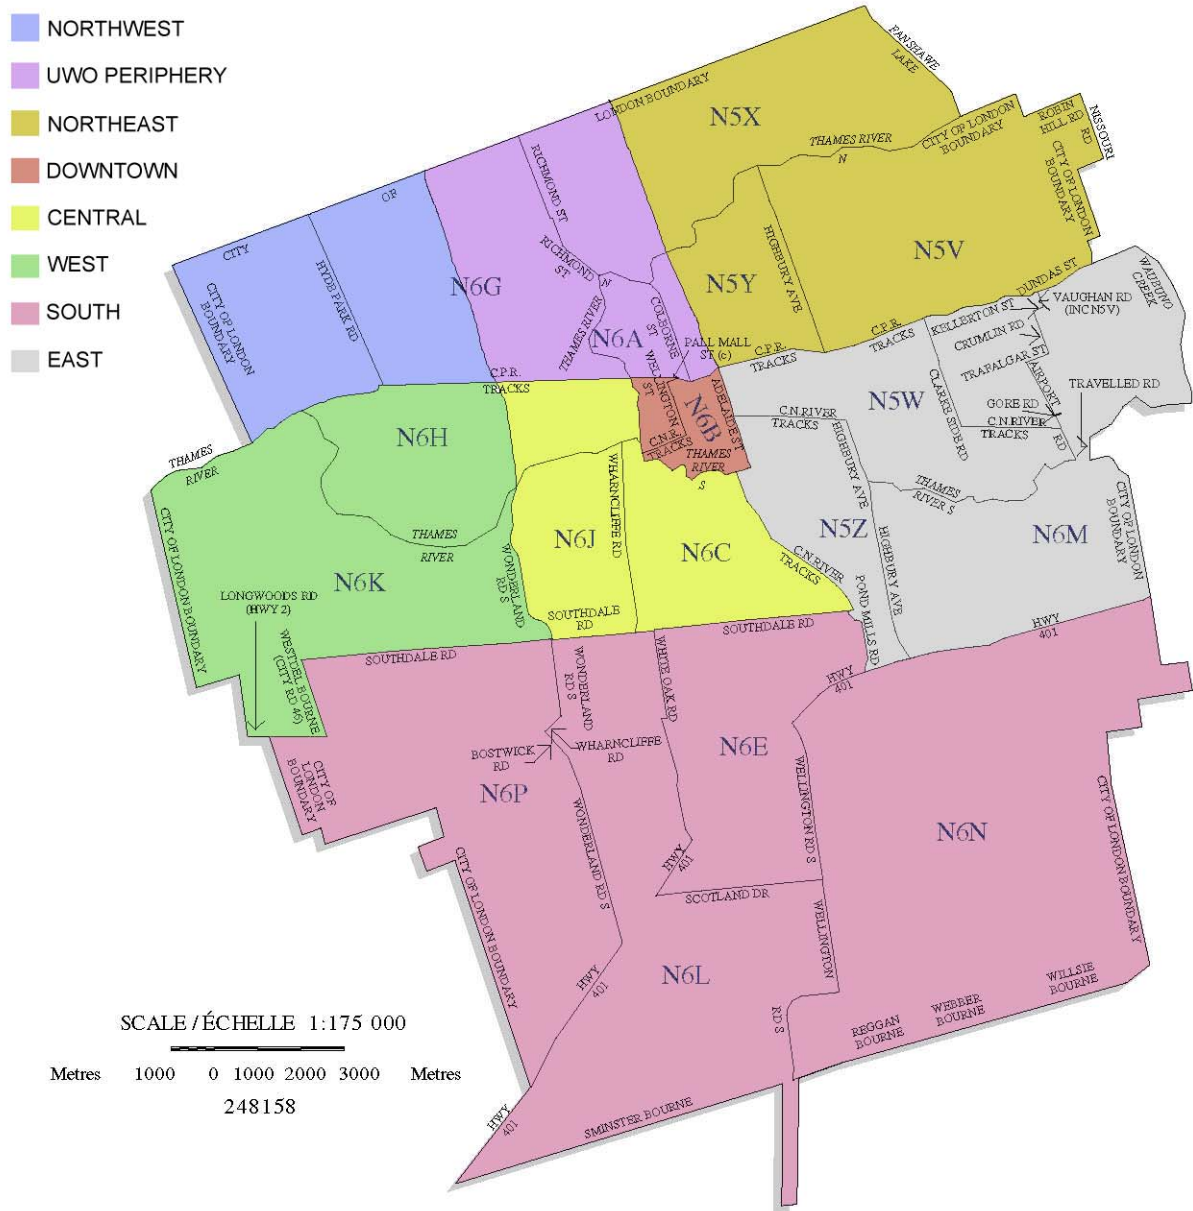 NORTHWEST
UWO PERIPHERY
NORTHEAST
DOWNTOWN
CENTRAL
WEST
SOUTH
EAST
FANSHAWE
LAKE
LONDON BOUNDARY
N5X
THAMES RIVER
N
CITY OF LONDON
BOUNDARY
ROBIN
HILL RD
NISSOURI
RD
CITY OF LONDON
BOUNDARY
CITY
OF
HYDE PARK RD
CITY OF LONDON
BOUNDARY
RICHMOND ST
RICHMOND
ST
N
N6G
THAMES RIVER
N6A
COLBORNE
ST
N5Y
HIGHBURY AVE
N5V
DUNDAS ST
WAUBUNO
CREEK
KELLERTON ST
VAUGHAN RD
(INC N5V)
CRUMLIN RD
TRAFALGAR ST
AIRPORT
RD
TRAVELLED RD
GORE RD
C.N.RIVER
TRACKS
C.P.R.
TRACKS
C.P.R.
TRACKS
C.P.R.
TRACKS
PALL MALL
ST (c)
WELLINGTON
ST
N6B
ADELAIDE ST
C.N.R.
TRACKS
THAMES
RIVER
S
N5W
CLARKE SIDE RD
C.N.RIVER
TRACKS
HIGHBURY AVE
THAMES
RIVER S
N6H
THAMES
RIVER
THAMES
RIVER
WHARNCLIFFE RD
N6J
N6C
N5Z
C.N.RIVER
TRACKS
HIGHBURY AVE
POND MILLS RD
N6M
CITY OF LONDON
BOUNDARY
CITY OF LONDON BOUNDARY
N6K
WONDERLAND
RD S
LONGWOODS RD
(HWY 2)
WESTDEL BOURNE
(CITY RD 46)
SOUTHDALE RD
SOUTHDALE
RD
SOUTHDALE RD
HWY
401
HWY
401
WONDERLAND
RD S
WHITE OAK RD
BOSTWICK
RD
WHARNCLIFFE
RD
N6E
WELLINGTON RD S
CITY OF
LONDON
BOUNDARY
N6P
WONDERLAND RD S
HWY
401
SCOTLAND DR
N6N
CITY OF LONDON BOUNDARY
CITY OF LONDON BOUNDARY
WELLINGTON
RD S
N6L
HWY
401
REGGAN
BOURNE
WEBBER
BOURNE
WILLSIE
BOURNE
SCALE / ÉCHELLE 1:175 000
Metres 1000 0 1000 2000 3000 Metres
248158
HWY
401
SMINSTER BOURNE